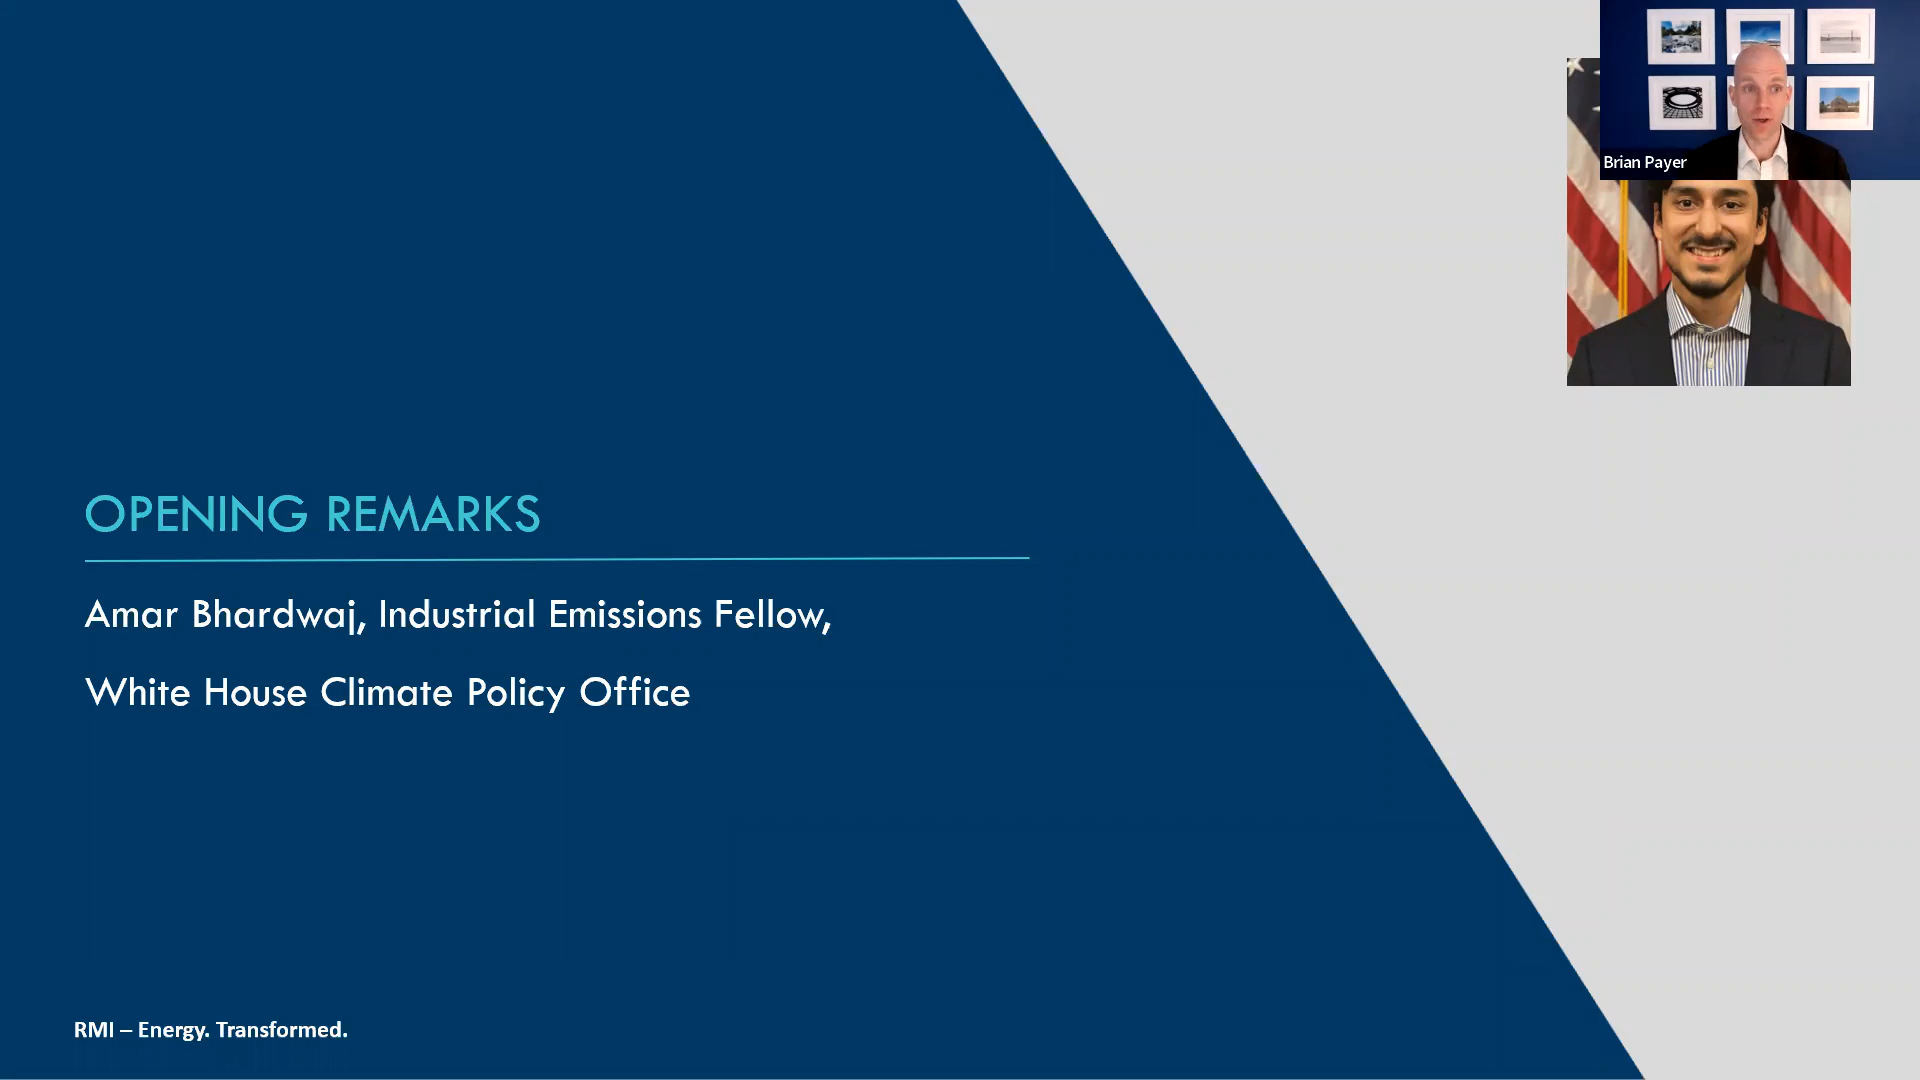 Brian Payer
OPENING REMARKS
Amar Bhardwaj, Industrial Emissions Fellow,
White House Climate Policy Office
RMI – Energy. Transformed.